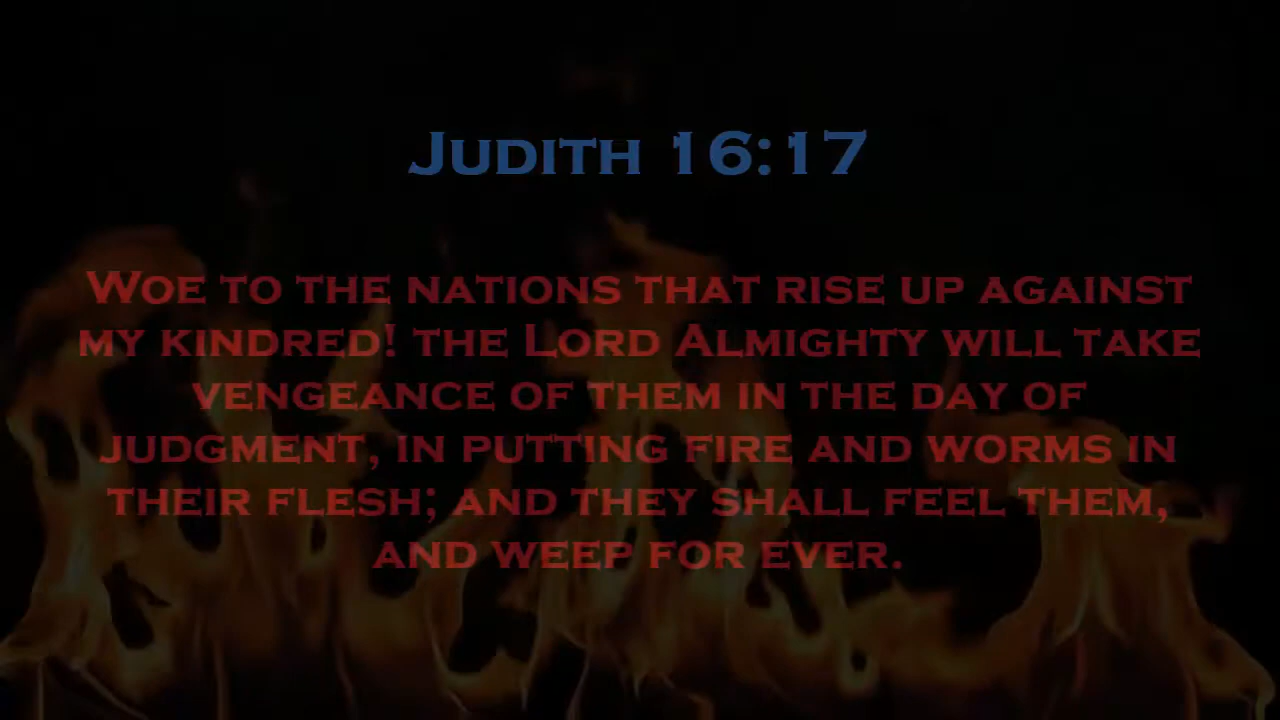 Judith 16:17
Woe to the nations that rise up against
my kindred! the Lord Almighty will take
vengeance of them in the day of
judgment, in putting fire and worms in
their flesh; and they shall feel them,
and weep for ever.